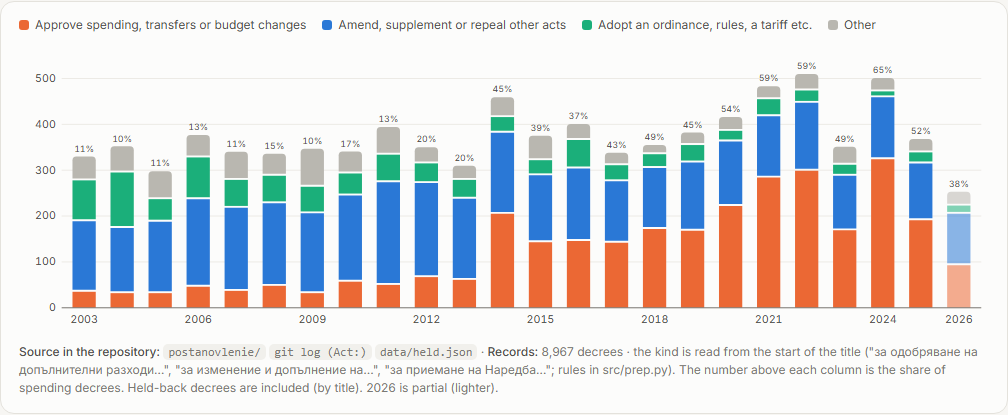 Approve spending, transfers or budget changes Amend, supplement or repeal other acts Adopt an ordinance, rules, a tariff etc. Other
500
400
300
200
100
0
11% 10% 11% 13% 11% 15% 10% 17% 13% 20% 20% 45% 39% 37% 43% 49% 45% 54% 59% 59% 49% 65% 52% 38%
2003 2006 2009 2012 2015 2018 2021 2024 2026
Source in the repository: postanovlenie/ git log (Act:) data/held.json · Records: 8,967 decrees · the kind is read from the start of the title ("за одобряване на
допълнителни разходи...", "за изменение и допълнение на...", "за приемане на Наредба..."; rules in src/prep.py). The number above each column is the share of
spending decrees. Held-back decrees are included (by title). 2026 is partial (lighter).